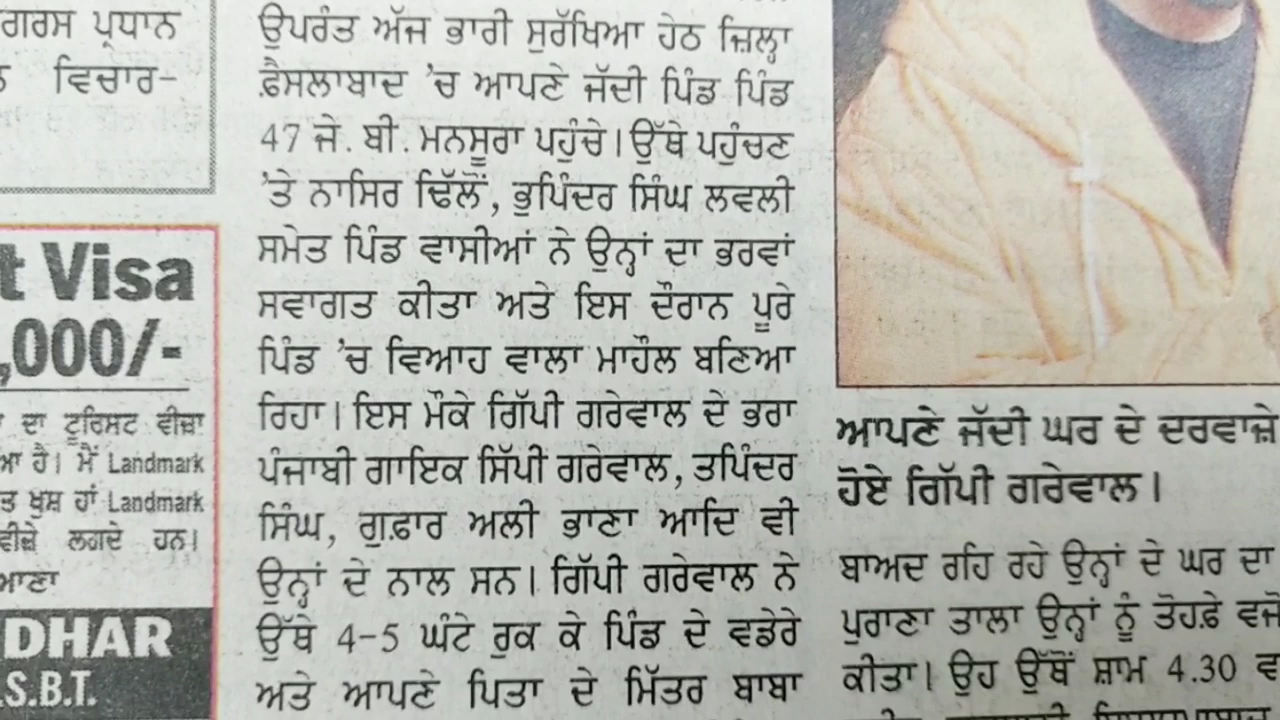 ਗਰਸ ਪ੍ਰਧਾਨ
ਵਿਚਾਰ-
t Visa
,000/-
ਦਾ ਟੂਰਿਸਟ ਵੀਜ਼ਾ
ਆ ਹੈ। ਮੈਂ Landmark
ਤ ਖੁਸ਼ ਹਾਂ Landmark
ਵੀਜ਼ੇ ਲਗਦੇ ਹਨ।
ਆਣਾ
DHAR
.S.B.T.
ਉਪਰੰਤ ਅੱਜ ਭਾਰੀ ਸੁਰੱਖਿਆ ਹੇਠ ਜ਼ਿਲ੍ਹਾ
ਫ਼ੈਸਲਾਬਾਦ 'ਚ ਆਪਣੇ ਜੱਦੀ ਪਿੰਡ ਪਿੰਡ
47 ਜੇ. ਬੀ. ਮਨਸੂਰਾ ਪਹੁੰਚੇ। ਉੱਥੇ ਪਹੁੰਚਣ
'ਤੇ ਨਾਸਿਰ ਢਿੱਲੋਂ, ਭੁਪਿੰਦਰ ਸਿੰਘ ਲਵਲੀ
ਸਮੇਤ ਪਿੰਡ ਵਾਸੀਆਂ ਨੇ ਉਨ੍ਹਾਂ ਦਾ ਭਰਵਾਂ
ਸਵਾਗਤ ਕੀਤਾ ਅਤੇ ਇਸ ਦੌਰਾਨ ਪੂਰੇ
ਪਿੰਡ 'ਚ ਵਿਆਹ ਵਾਲਾ ਮਾਹੌਲ ਬਣਿਆ
ਰਿਹਾ। ਇਸ ਮੌਕੇ ਗਿੱਪੀ ਗਰੇਵਾਲ ਦੇ ਭਰਾ
ਪੰਜਾਬੀ ਗਾਇਕ ਸਿੱਪੀ ਗਰੇਵਾਲ, ਤਪਿੰਦਰ
ਸਿੰਘ, ਗੁਫ਼ਾਰ ਅਲੀ ਭਾਣਾ ਆਦਿ ਵੀ
ਉਨ੍ਹਾਂ ਦੇ ਨਾਲ ਸਨ। ਗਿੱਪੀ ਗਰੇਵਾਲ ਨੇ
ਉੱਥੇ 4-5 ਘੰਟੇ ਰੁਕ ਕੇ ਪਿੰਡ ਦੇ ਵਡੇਰੇ
ਅਤੇ ਆਪਣੇ ਪਿਤਾ ਦੇ ਮਿੱਤਰ ਬਾਬਾ
ਆਪਣੇ ਜੱਦੀ ਘਰ ਦੇ ਦਰਵਾਜ਼ੇ
ਹੋਏ ਗਿੱਪੀ ਗਰੇਵਾਲ।
ਬਾਅਦ ਰਹਿ ਰਹੇ ਉਨ੍ਹਾਂ ਦੇ ਘਰ ਦਾ
ਪੁਰਾਣਾ ਤਾਲਾ ਉਨ੍ਹਾਂ ਨੂੰ ਤੋਹਫ਼ੇ ਵਜੋਂ
ਕੀਤਾ। ਉਹ ਉੱਥੋਂ ਸ਼ਾਮ 4.30 ਵ